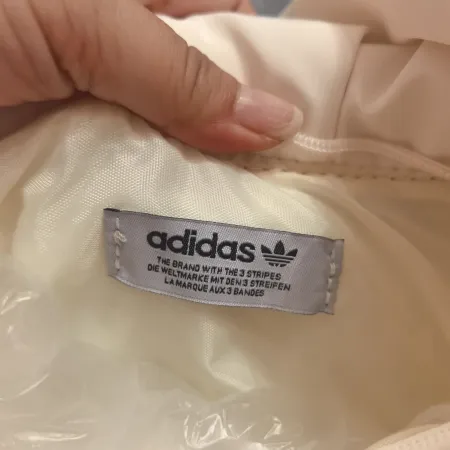 adidas
THE BRAND WITH THE 3 STRIPES
DIE WELTMARKE MIT DEN 3 STREIFEN
LA MARQUE AUX 3 BANDES